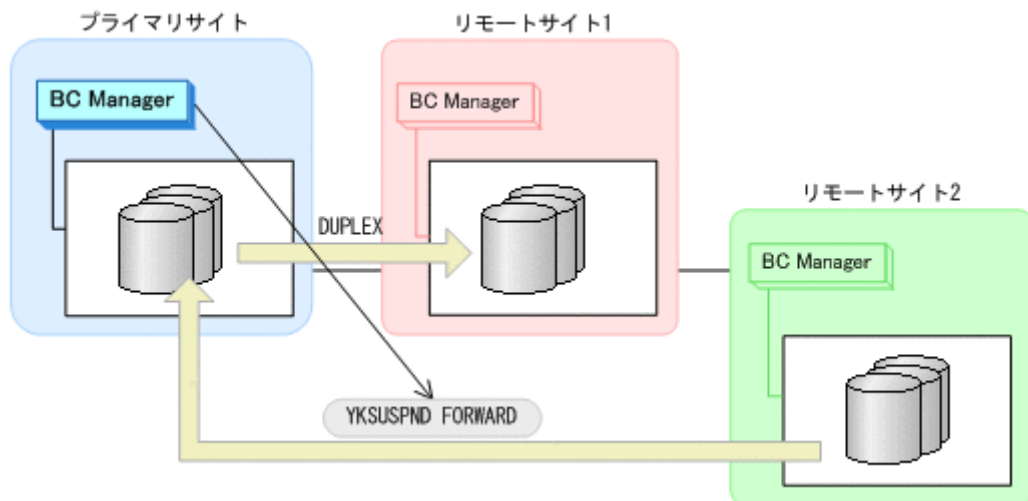 プライマリサイト
リモートサイト1
BC Manager
BC Manager
リモートサイト2
DUPLEX
BC Manager
YKSUSPND FORWARD